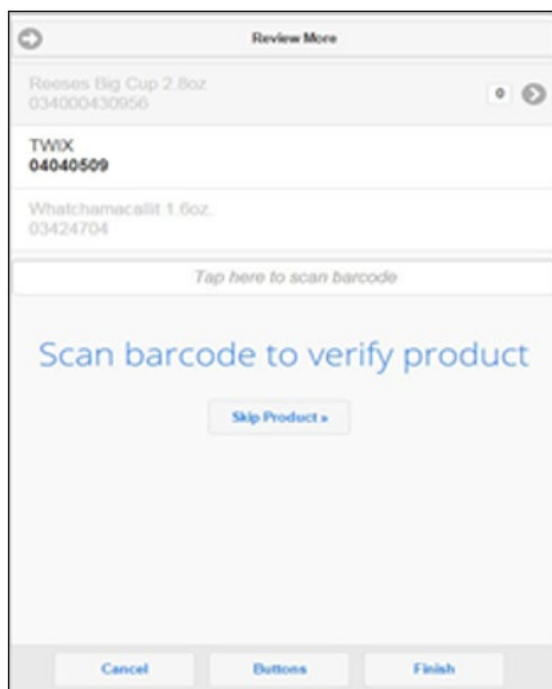 Review More
Reeses Big Cup 2.8oz
034000430956
0
TWIX
04040509
Whatchamacallit 1.6oz.
03424704
Tap here to scan barcode
Scan barcode to verify product
Skip Product »
Cancel
Buttons
Finish